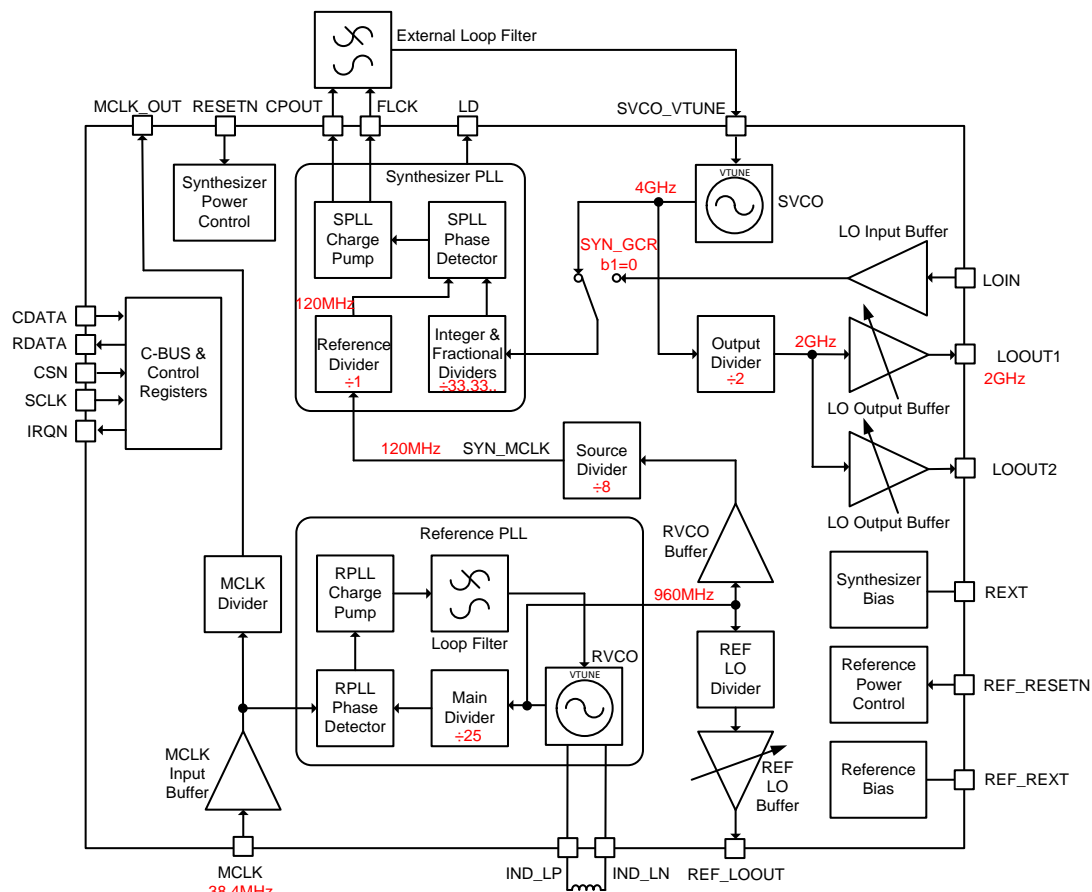 External Loop Filter
MCLK_OUT
RESETN
CPOUT
FLCK
LD
SVCO_VTUNE
Synthesizer
Power
Control
Synthesizer PLL
SPLL
Charge
Pump
SPLL
Phase
Detector
120MHz
Reference
Divider
÷1
Integer &
Fractional
Dividers
÷33.33..
4GHz
VTUNE
SVCO
SYN_GCR
b1=0
LO Input Buffer
LOIN
Output
Divider
÷2
2GHz
LOOUT1
2GHz
LO Output Buffer
LOOUT2
LO Output Buffer
CDATA
RDATA
CSN
SCLK
IRQN
C-BUS &
Control
Registers
120MHz
SYN_MCLK
Source
Divider
÷8
RVCO
Buffer
Reference PLL
RPLL
Charge
Pump
Loop Filter
960MHz
RVCO
VTUNE
RPLL
Phase
Detector
Main
Divider
÷25
MCLK
Divider
MCLK
Input
Buffer
REF
LO
Divider
REF
LO
Buffer
Synthesizer
Bias
REXT
Reference
Power
Control
REF_RESETN
Reference
Bias
REF_REXT
MCLK
38.4MHz
IND_LP
IND_LN
REF_LOOUT